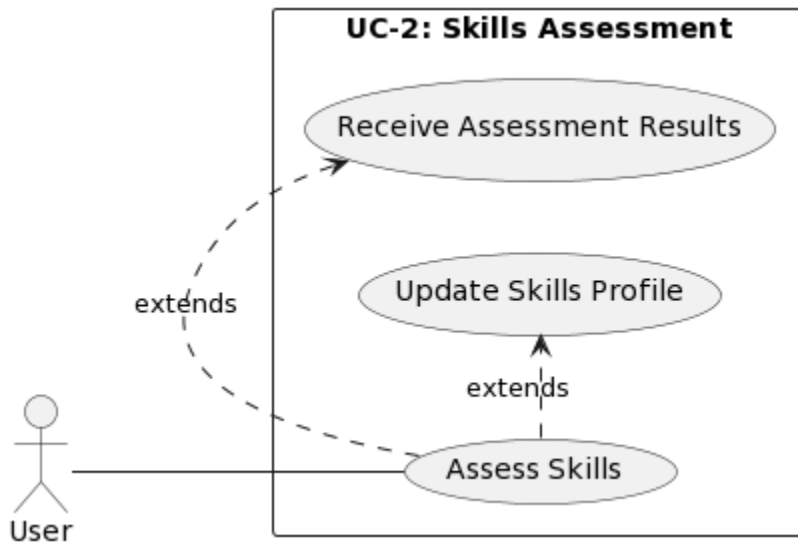 UC-2: Skills Assessment
Receive Assessment Results
Update Skills Profile
extends
extends
Assess Skills
User